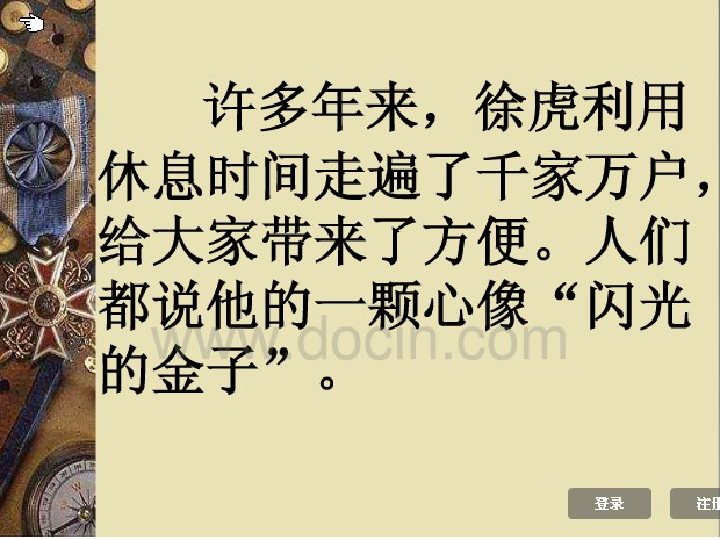 许多年来，徐虎利用
休息时间走遍了千家万户，
给大家带来了方便。人们
都说他的一颗心像“闪光
www.docin.com
的金子”。
登录
注册